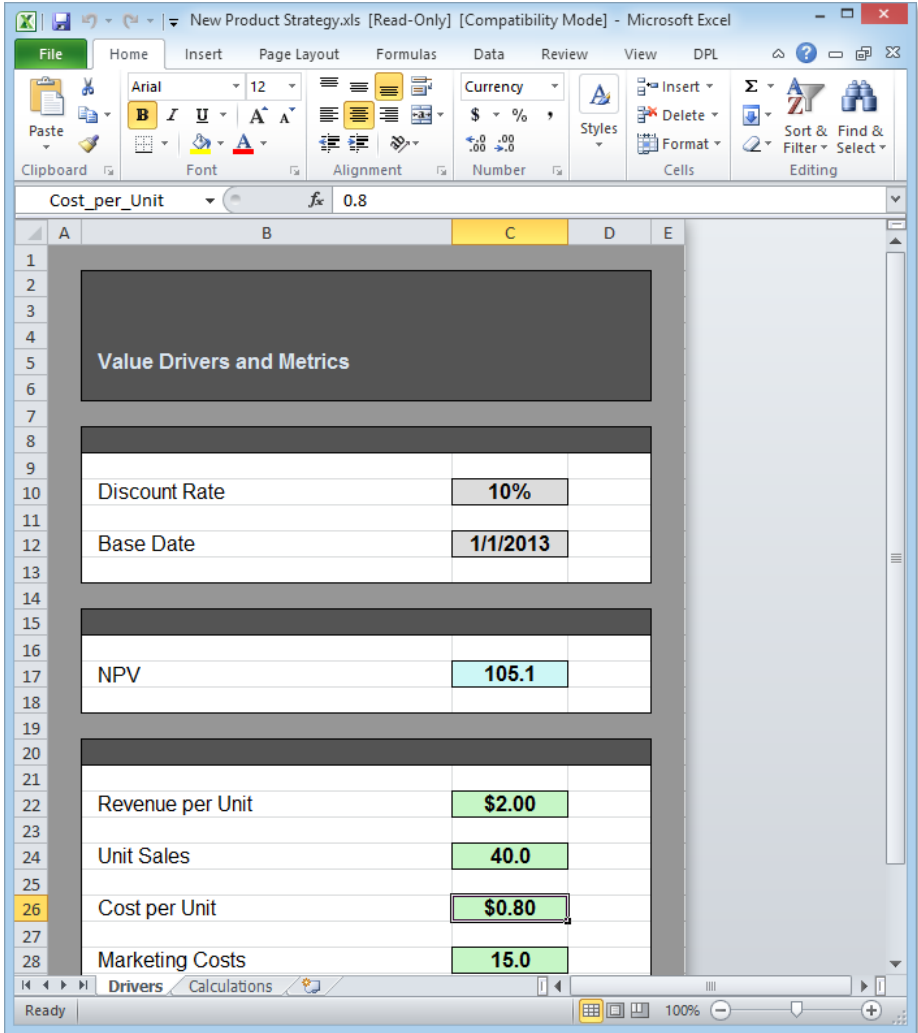 New Product Strategy.xls [Read-Only] [Compatibility Mode] - Microsoft Excel
File Home Insert Page Layout Formulas Data Review View DPL
Paste
Clipboard
Arial 12
B I U A A
A
Font
Alignment
Currency
$ % ,
.0 .00
.00 .0
Number
A
Styles
Insert
Delete
Format
Cells
Σ
A
Z
Sort & Filter
Find & Select
Editing
Cost_per_Unit fx 0.8
A B C D E
1
2
3
4
5 Value Drivers and Metrics
6
7
8
9
10 Discount Rate 10%
11
12 Base Date 1/1/2013
13
14
15
16
17 NPV 105.1
18
19
20
21
22 Revenue per Unit $2.00
23
24 Unit Sales 40.0
25
26 Cost per Unit $0.80
27
28 Marketing Costs 15.0
Drivers Calculations
Ready 100%